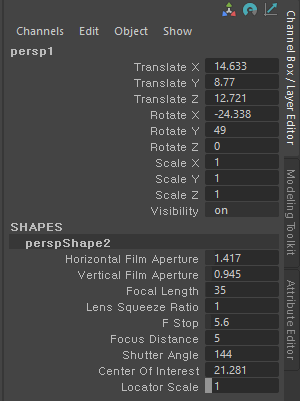 Channels Edit Object Show
persp1
Translate X 14.633
Translate Y 8.77
Translate Z 12.721
Rotate X -24.338
Rotate Y 49
Rotate Z 0
Scale X 1
Scale Y 1
Scale Z 1
Visibility on
SHAPES
perspShape2
Horizontal Film Aperture 1.417
Vertical Film Aperture 0.945
Focal Length 35
Lens Squeeze Ratio 1
F Stop 5.6
Focus Distance 5
Shutter Angle 144
Center Of Interest 21.281
Locator Scale 1
Channel Box / Layer Editor
Modeling Toolkit
Attribute Editor